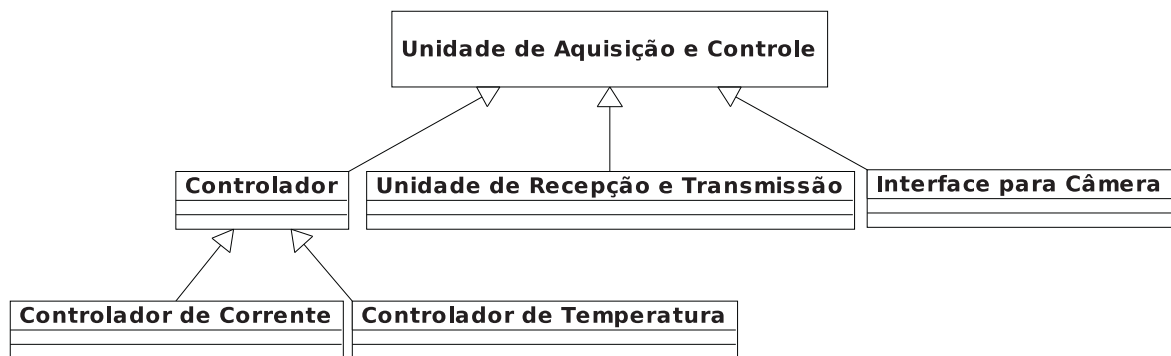 Unidade de Aquisição e Controle
Controlador
Unidade de Recepção e Transmissão
Interface para Câmera
Controlador de Corrente
Controlador de Temperatura